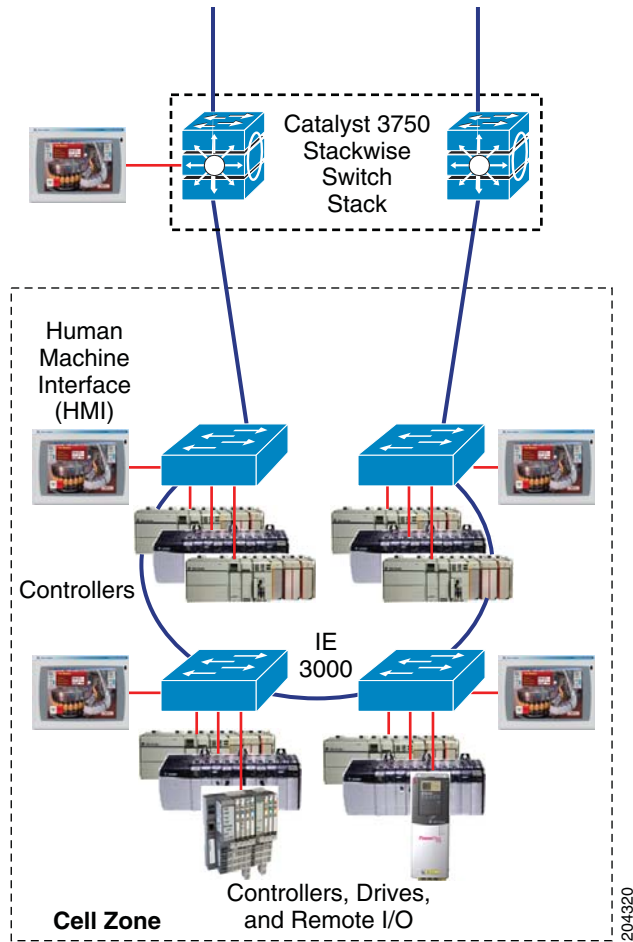 Catalyst 3750
Stackwise
Switch
Stack
Human
Machine
Interface
(HMI)
Controllers
IE
3000
Controllers, Drives,
and Remote I/O
Cell Zone
204320